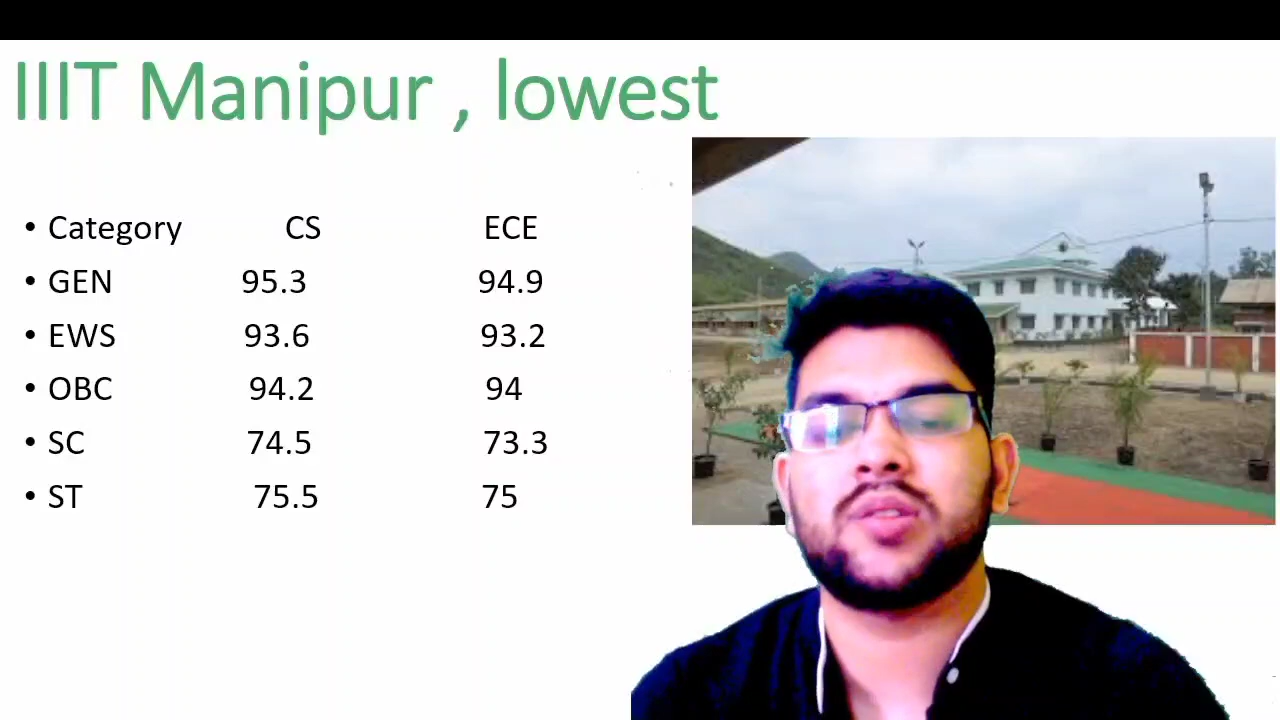 IIIT Manipur , lowest
• Category CS ECE
• GEN 95.3 94.9
• EWS 93.6 93.2
• OBC 94.2 94
• SC 74.5 73.3
• ST 75.5 75